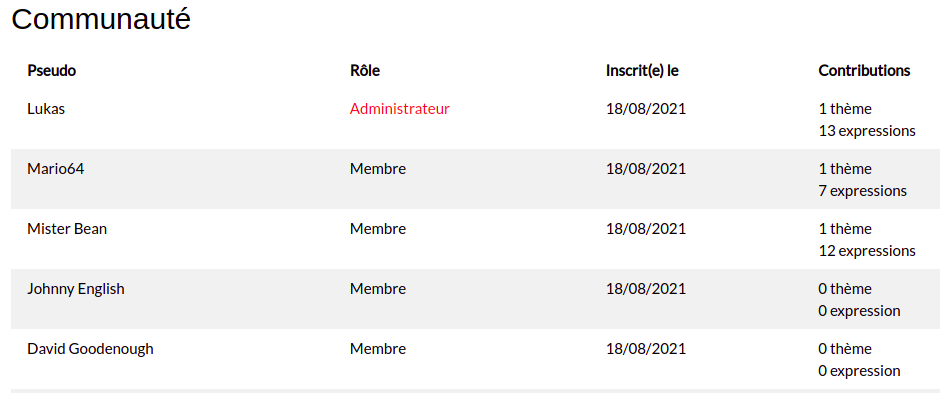 Communauté
Pseudo Rôle Inscrit(e) le Contributions
Lukas Administrateur 18/08/2021 1 thème
13 expressions
Mario64 Membre 18/08/2021 1 thème
7 expressions
Mister Bean Membre 18/08/2021 1 thème
12 expressions
Johnny English Membre 18/08/2021 0 thème
0 expression
David Goodenough Membre 18/08/2021 0 thème
0 expression